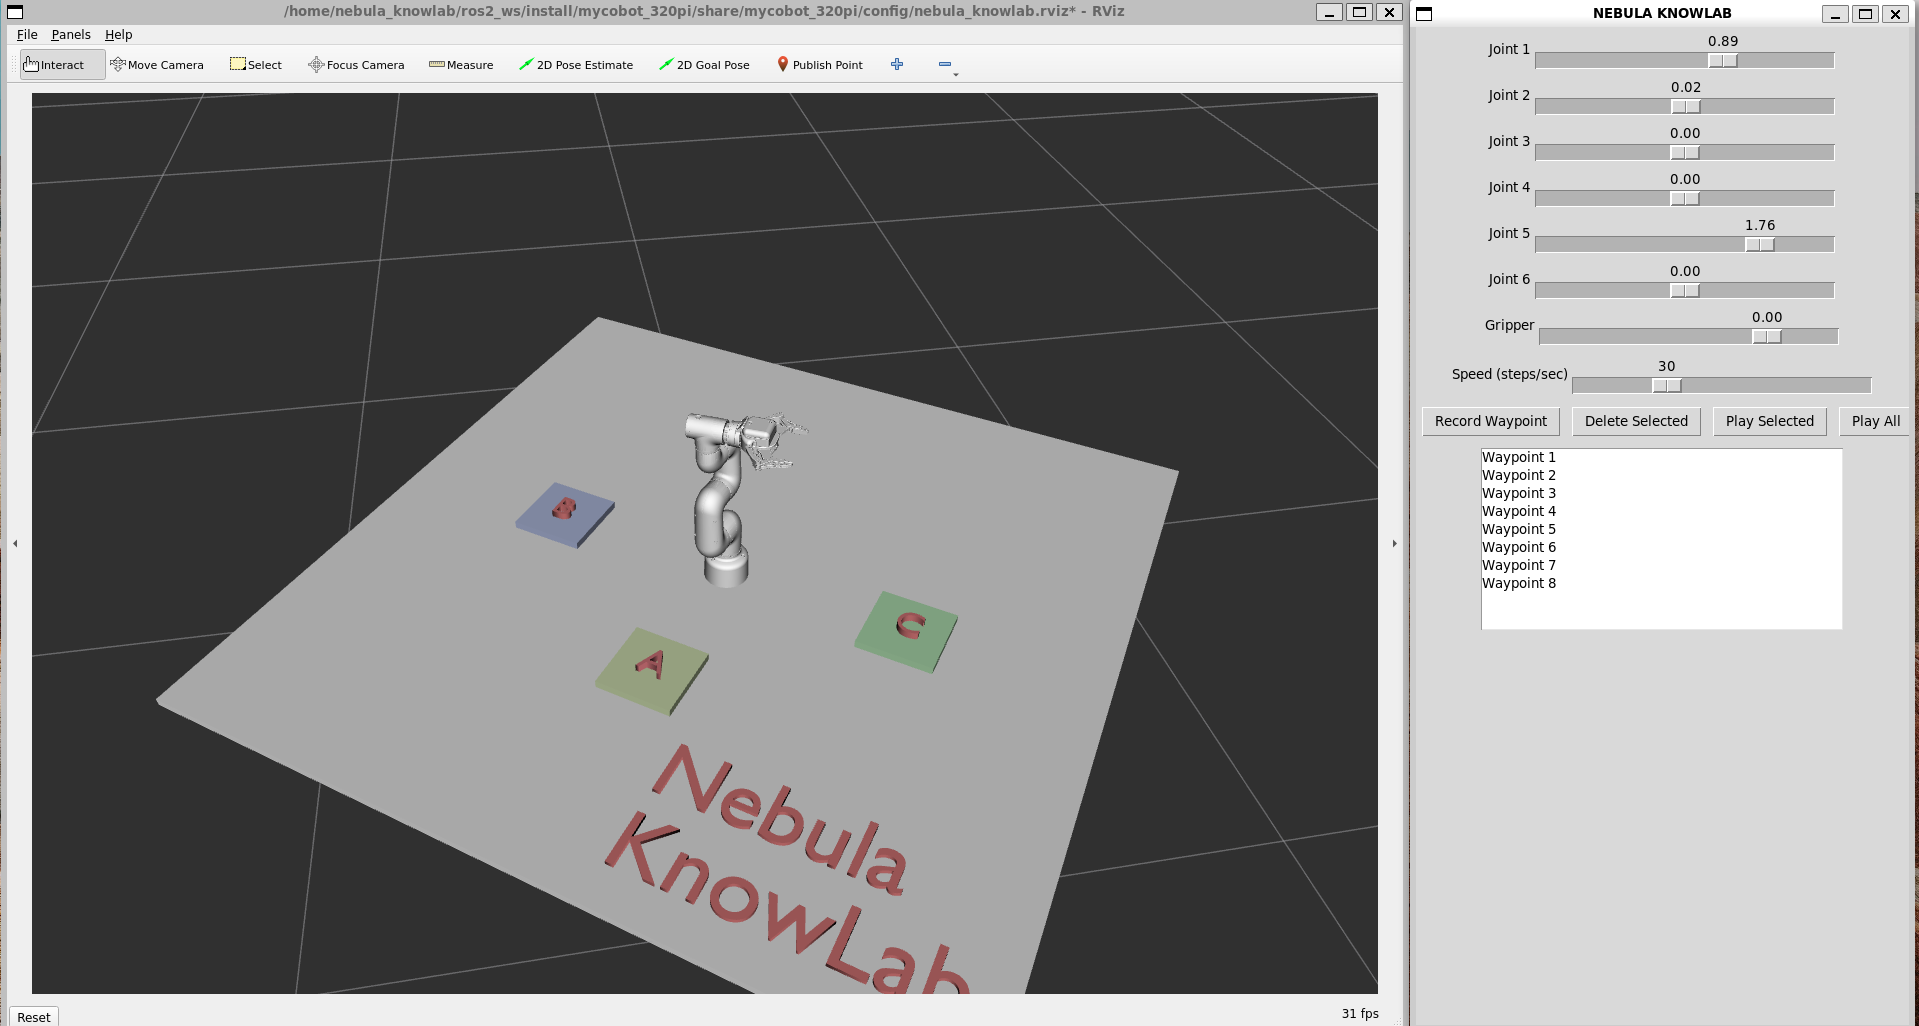 /home/nebula_knowlab/ros2_ws/install/mycobot_320pi/share/mycobot_320pi/config/nebula_knowlab.rviz* - RViz
File Panels Help
Interact Move Camera Select Focus Camera Measure 2D Pose Estimate 2D Goal Pose Publish Point
B
C
A
Nebula
KnowLab
Reset
31 fps
NEBULA KNOWLAB
0.89
Joint 1
0.02
Joint 2
0.00
Joint 3
0.00
Joint 4
1.76
Joint 5
0.00
Joint 6
0.00
Gripper
30
Speed (steps/sec)
Record Waypoint Delete Selected Play Selected Play All
Waypoint 1
Waypoint 2
Waypoint 3
Waypoint 4
Waypoint 5
Waypoint 6
Waypoint 7
Waypoint 8